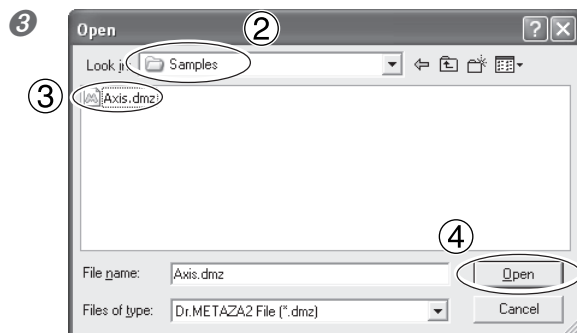 3
Open
2
Look in: Samples
3
Axis.dmz
4
File name: Axis.dmz
Open
Files of type: Dr.METAZA2 File (*.dmz)
Cancel